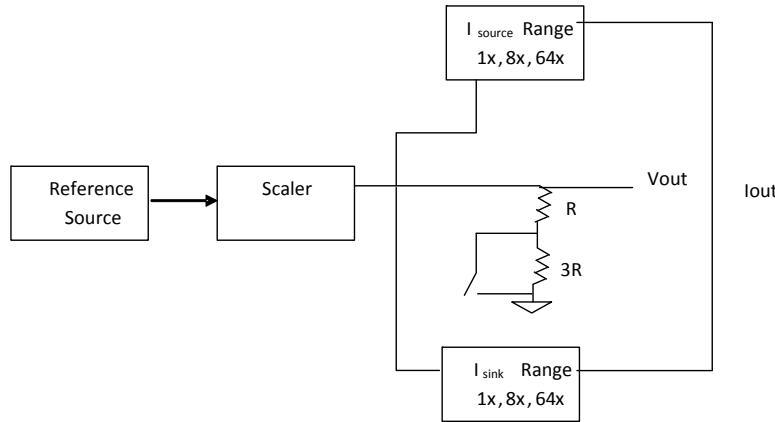 I source Range
1x, 8x, 64x
Reference
Source
Scaler
Vout
Iout
R
3R
I sink Range
1x, 8x, 64x